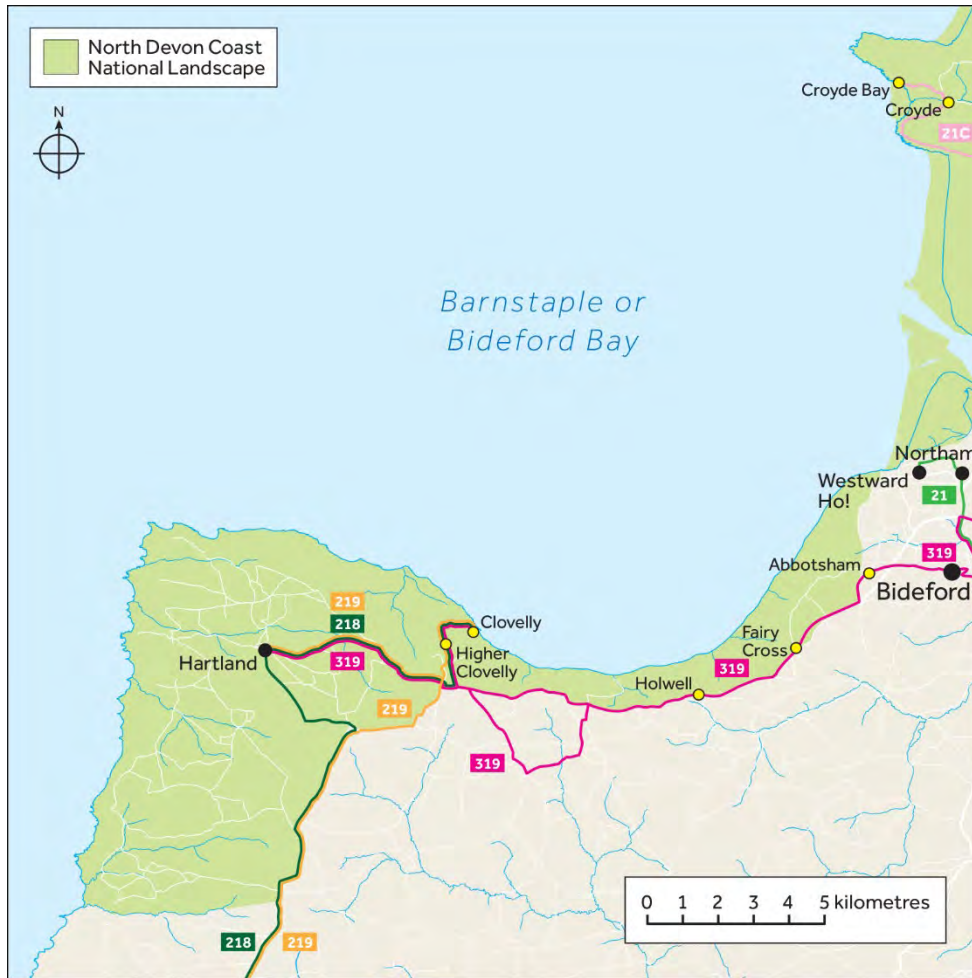 North Devon Coast
National Landscape
N
Croyde Bay
Croyde
21C
Barnstaple or
Bideford Bay
Northam
Westward
Ho!
21
319
Abbotsham
Bideford
219
218
Clovelly
Higher
Clovelly
Hartland
319
Fairy
Cross
319
Holwell
219
319
0 1 2 3 4 5 kilometres
218
219